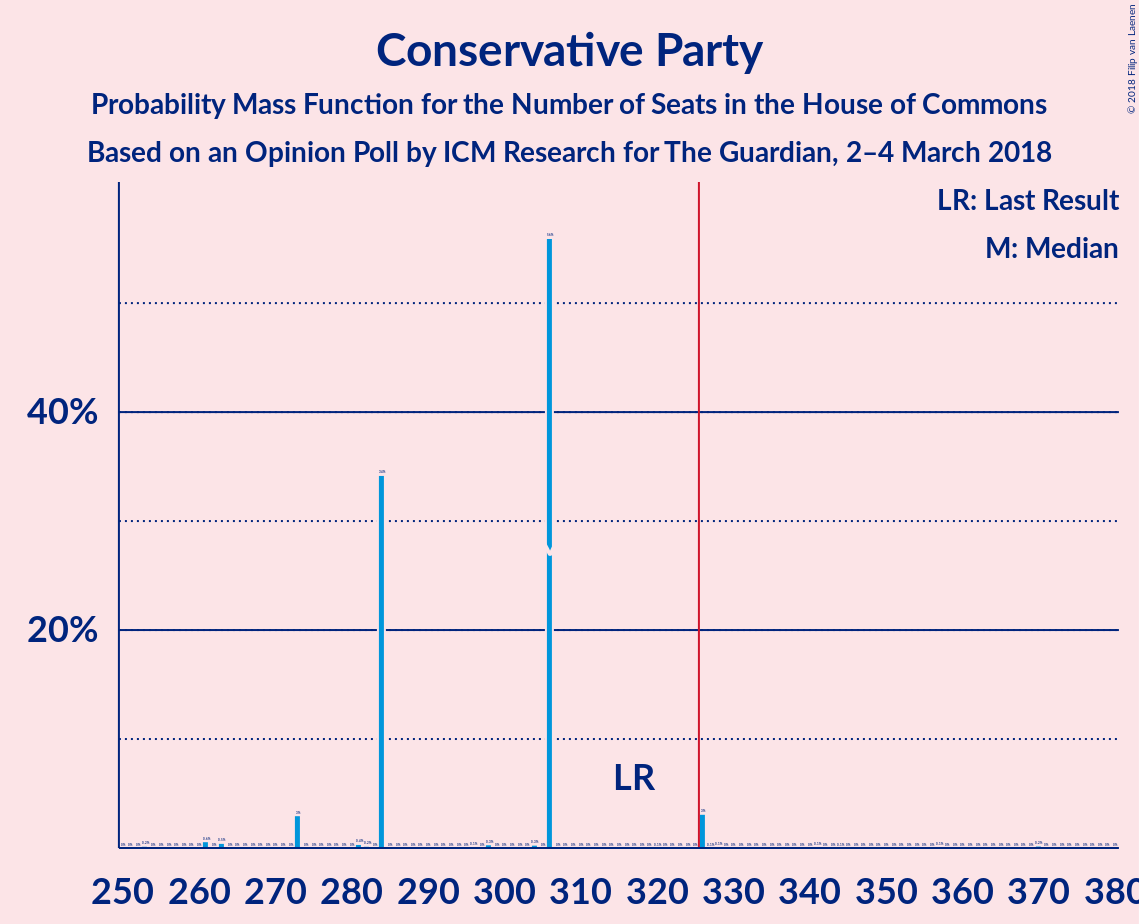 Conservative Party
Probability Mass Function for the Number of Seats in the House of Commons
Based on an Opinion Poll by ICM Research for The Guardian, 2–4 March 2018
© 2018 Filip van Laenen
LR: Last Result
M: Median
40%
20%
LR
250 260 270 280 290 300 310 320 330 340 350 360 370 380